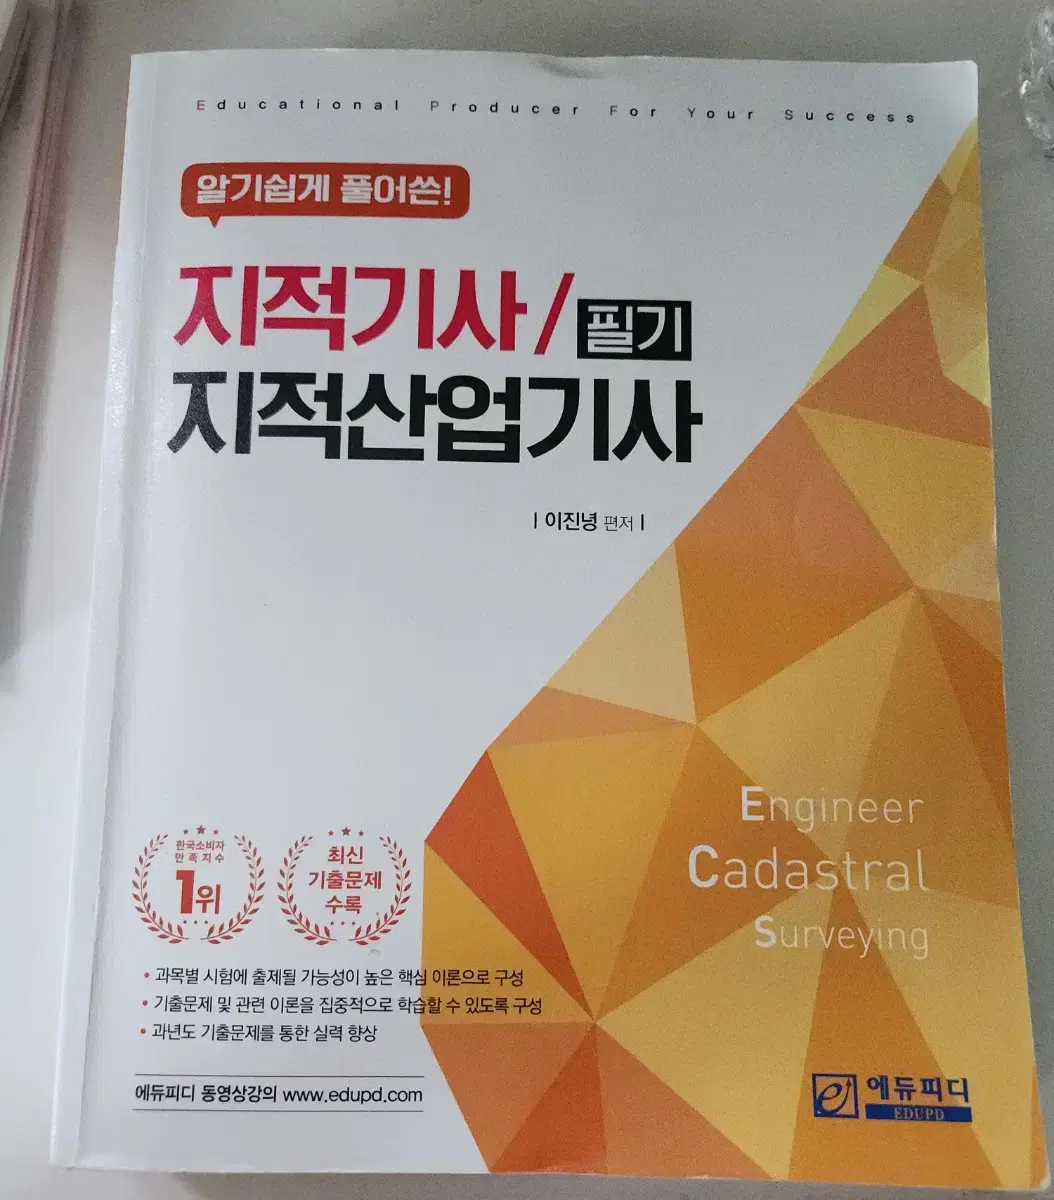 Educational Producer For Your Success
알기쉽게 풀어쓴!
지적기사/ 필기
지적산업기사
| 이진녕 편저 |
Engineer
Cadastral
Surveying
한국소비자
만족지수
1위
최신
기출문제
수록
• 과목별 시험에 출제될 가능성이 높은 핵심 이론으로 구성
• 기출문제 및 관련 이론을 집중적으로 학습할 수 있도록 구성
• 과년도 기출문제를 통한 실력 향상
에듀피디 동영상강의 www.edupd.com
에듀피디
EDUPD